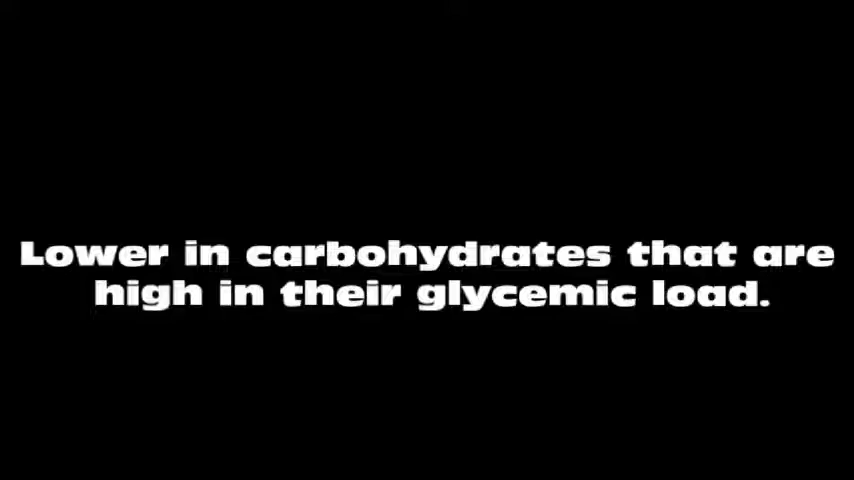 Lower in carbohydrates that are
high in their glycemic load.